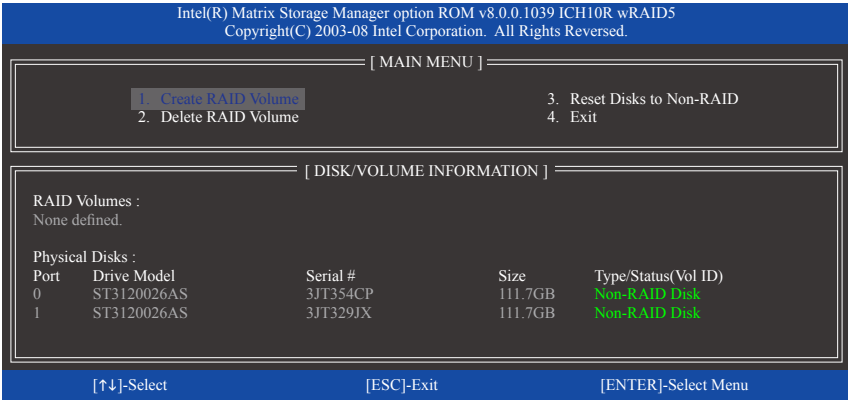 Intel(R) Matrix Storage Manager option ROM v8.0.0.1039 ICH10R wRAID5
Copyright(C) 2003-08 Intel Corporation.  All Rights Reversed.
[ MAIN MENU ]
1.  Create RAID Volume    3.  Reset Disks to Non-RAID
2.  Delete RAID Volume    4.  Exit
[ DISK/VOLUME INFORMATION ]
RAID Volumes :
None defined.
Physical Disks :
Port    Drive Model    Serial #    Size    Type/Status(Vol ID)
0    ST3120026AS    3JT354CP    111.7GB    Non-RAID Disk
1    ST3120026AS    3JT329JX    111.7GB    Non-RAID Disk
[↑↓]-Select    [ESC]-Exit    [ENTER]-Select Menu